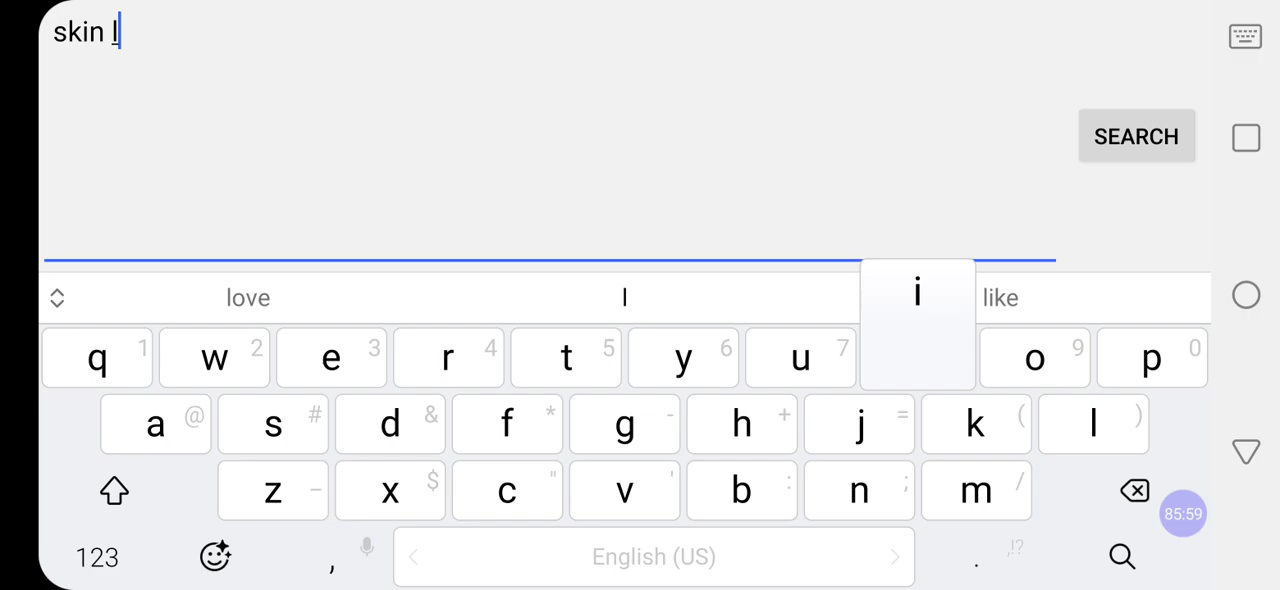 skin l
SEARCH
love l like
i
q 1 w 2 e 3 r 4 t 5 y 6 u 7 o 9 p 0
a @ s # d & f * g - h + j = k ( l )
z _ x $ c " v ' b : n ; m /
85:59
123 , < English (US) > . ,!?